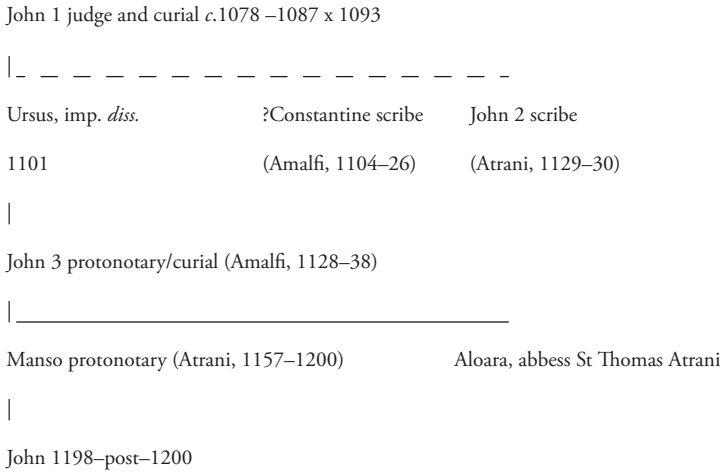 John 1 judge and curial c.1078 –1087 x 1093
Ursus, imp. diss. ?Constantine scribe John 2 scribe
1101 (Amalfi, 1104–26) (Atrani, 1129–30)
John 3 protonotary/curial (Amalfi, 1128–38)
Manso protonotary (Atrani, 1157–1200) Aloara, abbess St Thomas Atrani
John 1198–post–1200